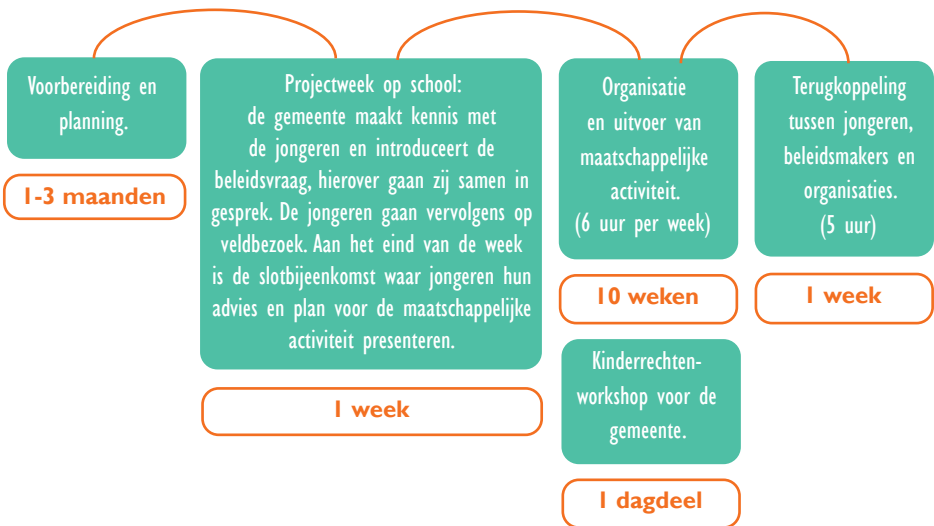 Voorbereiding en
planning.
1-3 maanden
Projectweek op school:
de gemeente maakt kennis met
de jongeren en introduceert de
beleidsvraag, hierover gaan zij samen in
gesprek. De jongeren gaan vervolgens op
veldbezoek. Aan het eind van de week
is de slotbijeenkomst waar jongeren hun
advies en plan voor de maatschappelijke
activiteit presenteren.
1 week
Organisatie
en uitvoer van
maatschappelijke
activiteit.
(6 uur per week)
10 weken
Kinderrechten-
workshop voor de
gemeente.
1 dagdeel
Terugkoppeling
tussen jongeren,
beleidsmakers en
organisaties.
(5 uur)
1 week